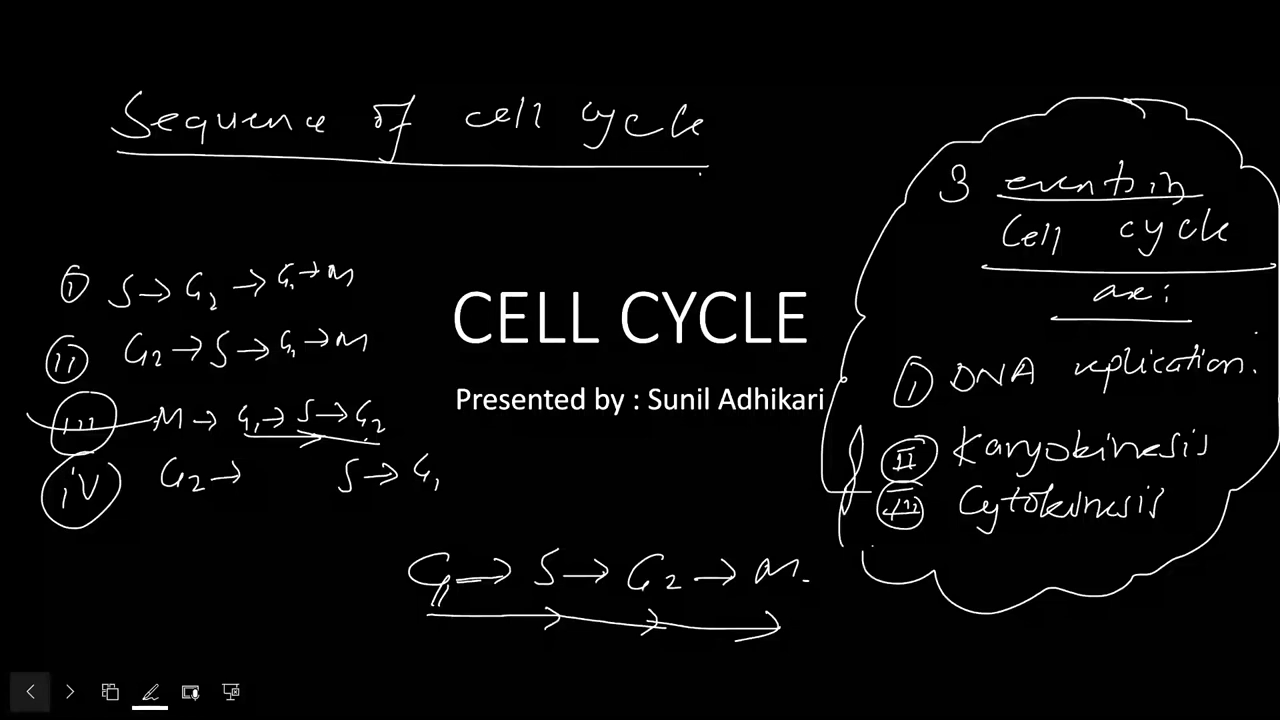 Sequence of cell cycle
i S → G2 → G1 → M
ii G2 → S → G1 → M
iii M → G1 → S → G2
iv G2 → S → G1
CELL CYCLE
Presented by : Sunil Adhikari
G1 → S → G2 → M.
3 events in
Cell cycle
are :
i DNA replication.
II Karyokinesis
III Cytokinesis